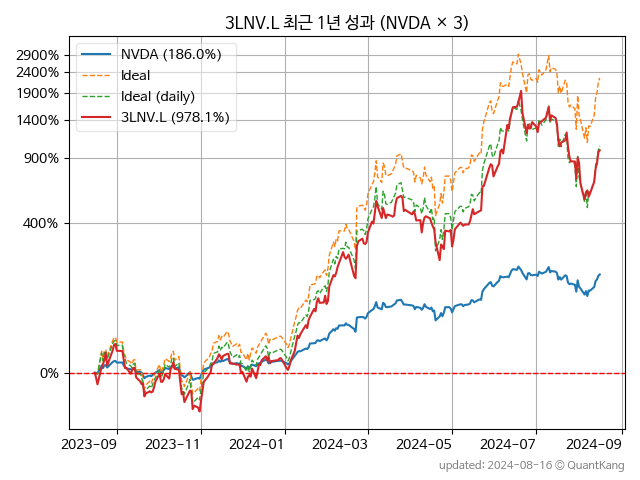 3LNV.L 최근 1년 성과 (NVDA × 3)
NVDA (186.0%)
Ideal
Ideal (daily)
3LNV.L (978.1%)
2900%
2400%
1900%
1400%
900%
400%
0%
2023-09 2023-11 2024-01 2024-03 2024-05 2024-07 2024-09
updated: 2024-08-16 © QuantKang